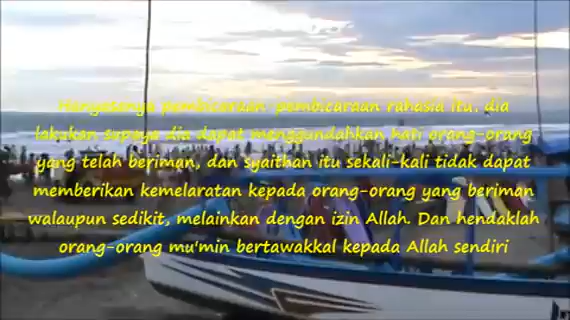 Hanyatanya pembicaraan-pembicaraan rahasia itu, dia
lakukan supaya dia dapat menggundahkan hati orang-orang
yang telah beriman, dan syaithan itu sekali-kali tidak dapat
memberikan kemelaratan kepada orang-orang yang beriman
walaupun sedikit, melainkan dengan izin Allah. Dan hendaklah
orang-orang mu'min bertawakkal kepada Allah sendiri